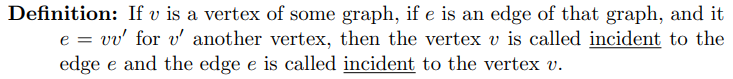 Definition: If v is a vertex of some graph, if e is an edge of that graph, and it
e = vv′ for v′ another vertex, then the vertex v is called incident to the
edge e and the edge e is called incident to the vertex v.